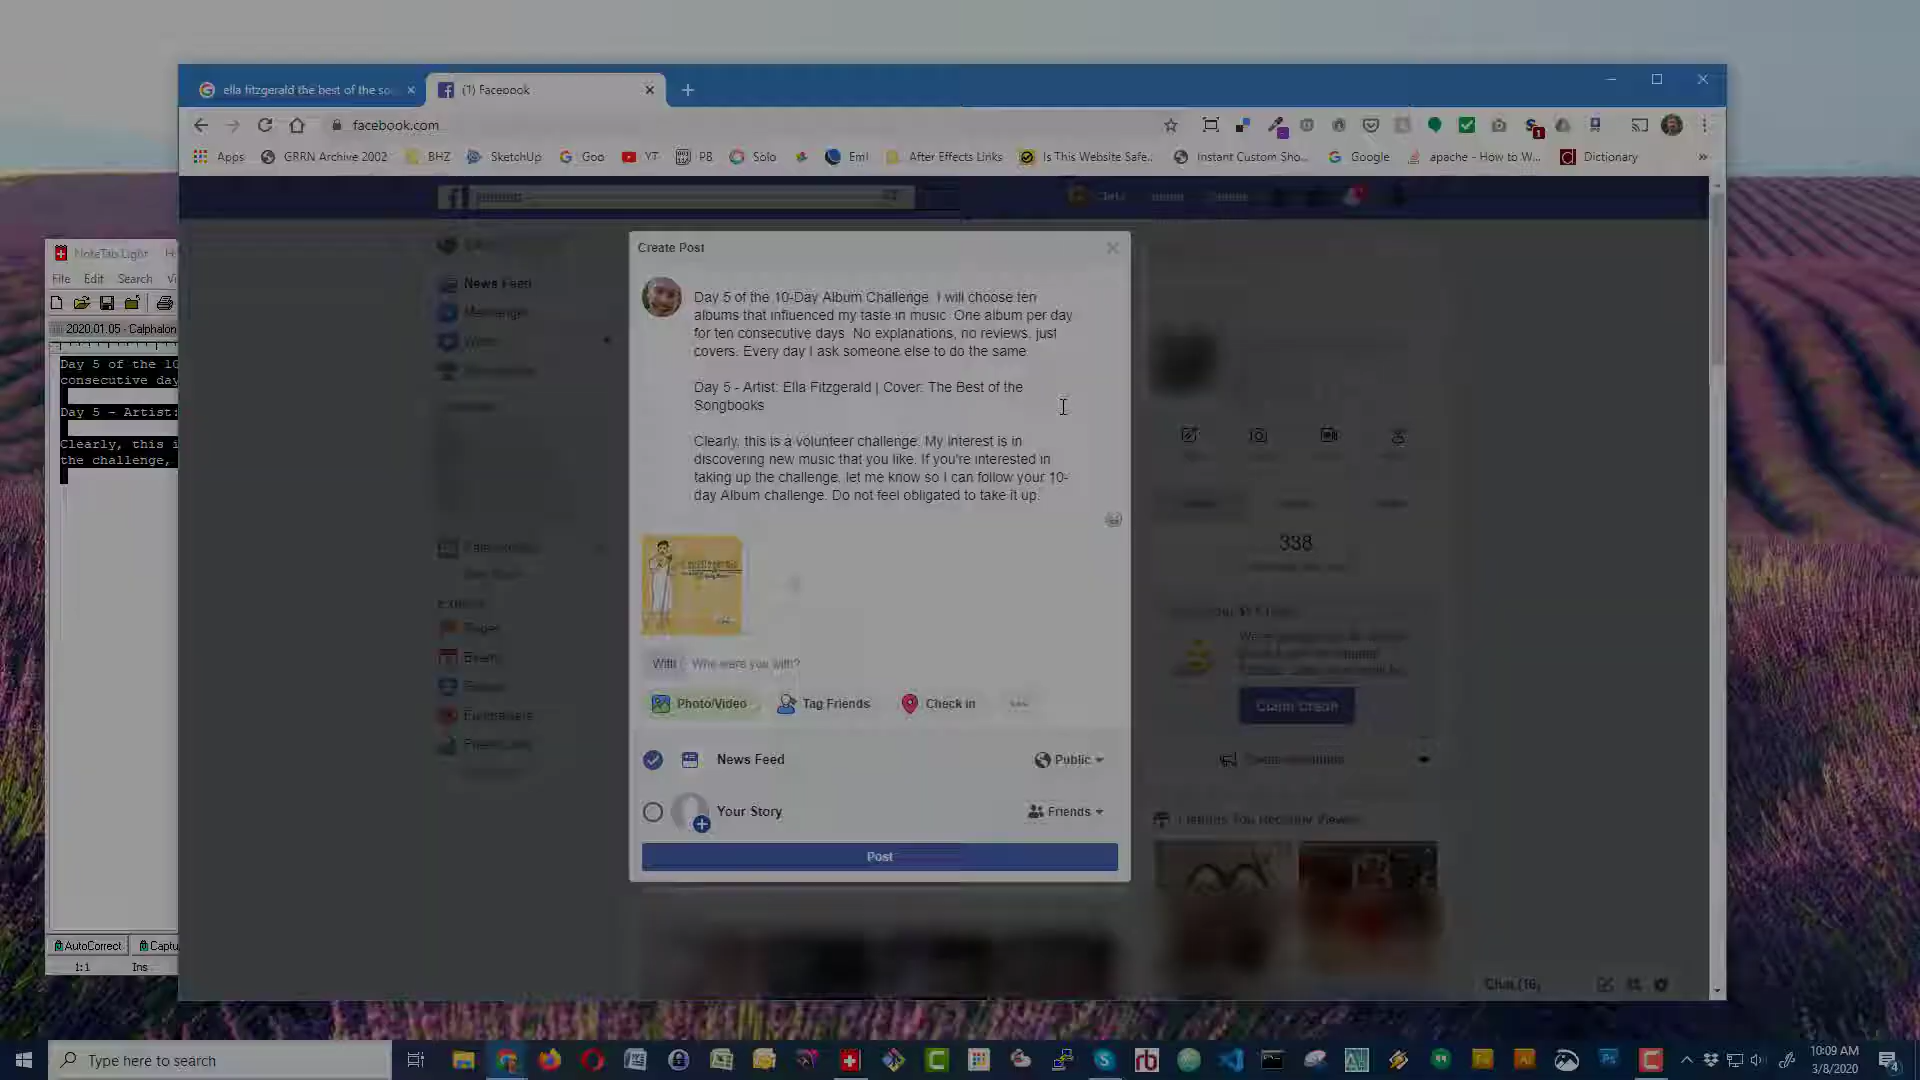 ella fitzgerald the best of the so
(1) Facebook
facebook.com
Apps
GRRN Archive 2002
BHZ
SketchUp
Goo
YT
PB
Solo
Eml
After Effects Links
Is This Website Safe..
Instant Custom Sho...
Google
apache - How to W...
Dictionary
NoteTab Light
File Edit Search Vi
2020.01.05 - Calphalon
Day 5 of the 10
consecutive day
Day 5 - Artist:
Clearly, this i
the challenge,
AutoCorrect
Captu
1:1
Ins
News Feed
Messenger
Create Post
Day 5 of the 10-Day Album Challenge. I will choose ten
albums that influenced my taste in music. One album per day
for ten consecutive days. No explanations, no reviews, just
covers. Every day I ask someone else to do the same.
Day 5 - Artist: Ella Fitzgerald | Cover: The Best of the
Songbooks
Clearly, this is a volunteer challenge. My interest is in
discovering new music that you like. If you're interested in
taking up the challenge, let me know so I can follow your 10-
day Album challenge. Do not feel obligated to take it up.
With Who were you with?
Photo/Video
Tag Friends
Check in
News Feed
Public
Your Story
Friends
Post
338
Claim Credit
Chat (16)
Type here to search
10:09 AM
3/8/2020